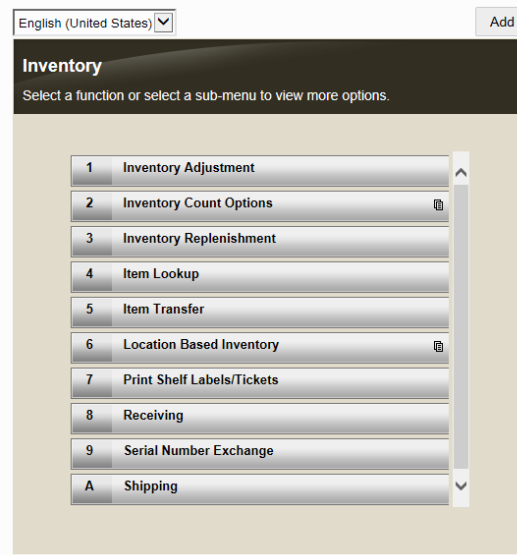 English (United States)
Add
Inventory
Select a function or select a sub-menu to view more options.
1 Inventory Adjustment
2 Inventory Count Options
3 Inventory Replenishment
4 Item Lookup
5 Item Transfer
6 Location Based Inventory
7 Print Shelf Labels/Tickets
8 Receiving
9 Serial Number Exchange
A Shipping